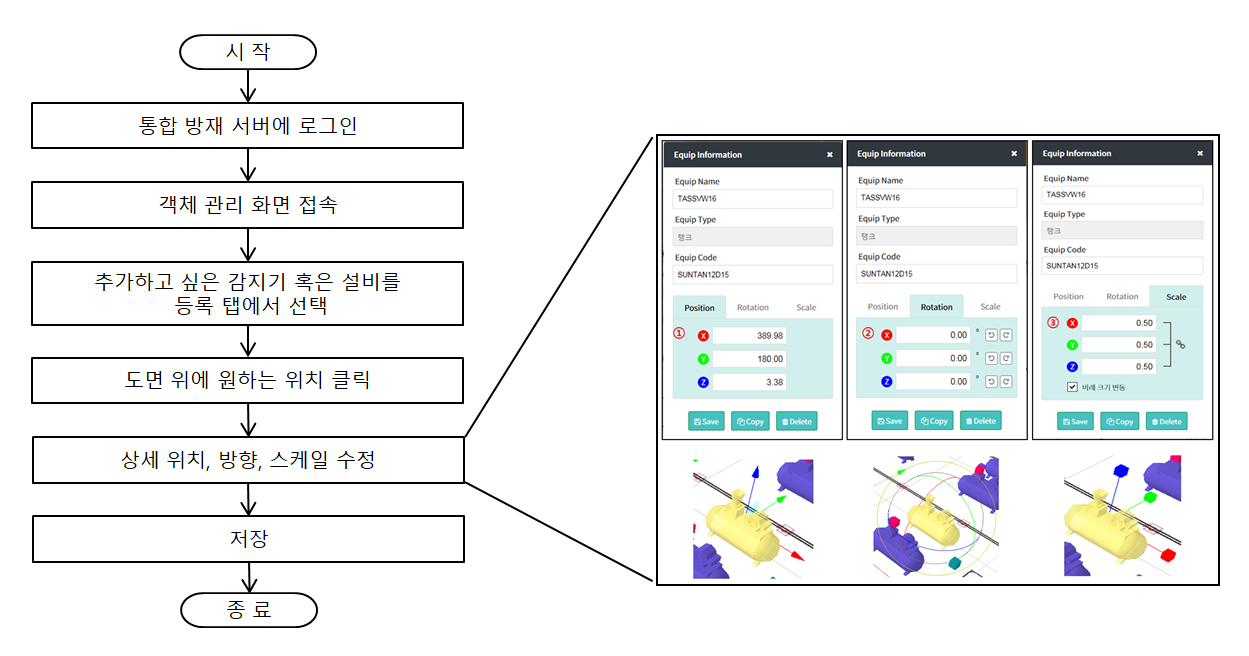 시 작
통합 방재 서버에 로그인
객체 관리 화면 접속
추가하고 싶은 감지기 혹은 설비를
등록 탭에서 선택
도면 위에 원하는 위치 클릭
상세 위치, 방향, 스케일 수정
저장
종 료
Equip Information ×
Equip Name
TASSVW16
Equip Type
탱크
Equip Code
SUNTAN12D15
Position Rotation Scale
① X 389.98
Y 180.00
Z 3.38
Save Copy Delete
Equip Information ×
Equip Name
TASSVW16
Equip Type
탱크
Equip Code
SUNTAN12D15
Position Rotation Scale
② X 0.00 °
Y 0.00 °
Z 0.00 °
Save Copy Delete
Equip Information ×
Equip Name
TASSVW16
Equip Type
탱크
Equip Code
SUNTAN12D15
Position Rotation Scale
③ X 0.50
Y 0.50
Z 0.50
비례 크기 변동
Save Copy Delete